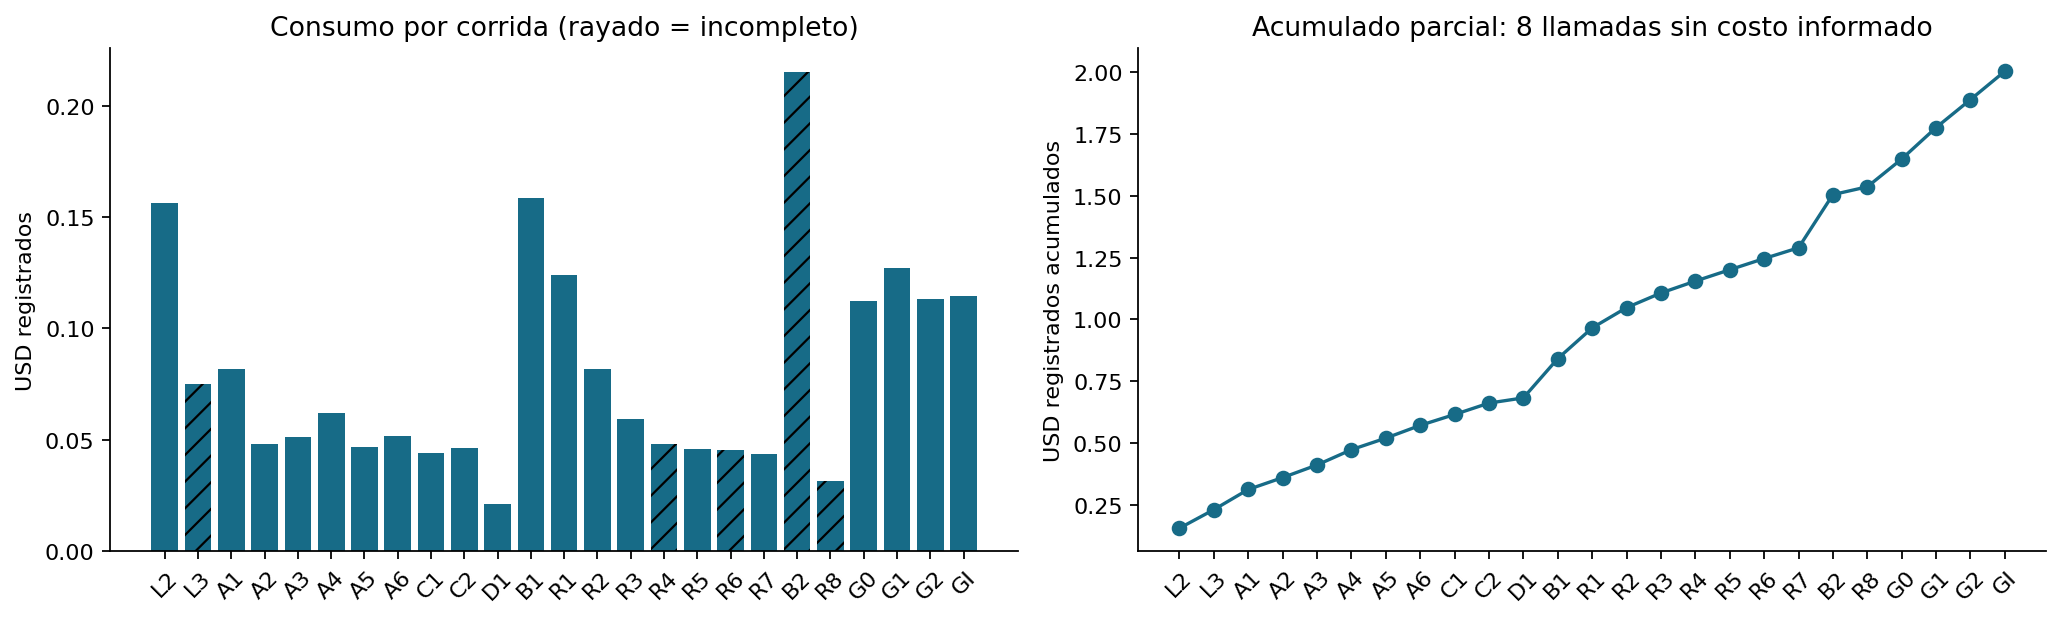 Consumo por corrida (rayado = incompleto)
USD registrados
0.20
0.15
0.10
0.05
0.00
L2 L3 A1 A2 A3 A4 A5 A6 C1 C2 D1 B1 R1 R2 R3 R4 R5 R6 R7 B2 R8 G0 G1 G2 GI
Acumulado parcial: 8 llamadas sin costo informado
USD registrados acumulados
2.00
1.75
1.50
1.25
1.00
0.75
0.50
0.25
L2 L3 A1 A2 A3 A4 A5 A6 C1 C2 D1 B1 R1 R2 R3 R4 R5 R6 R7 B2 R8 G0 G1 G2 GI